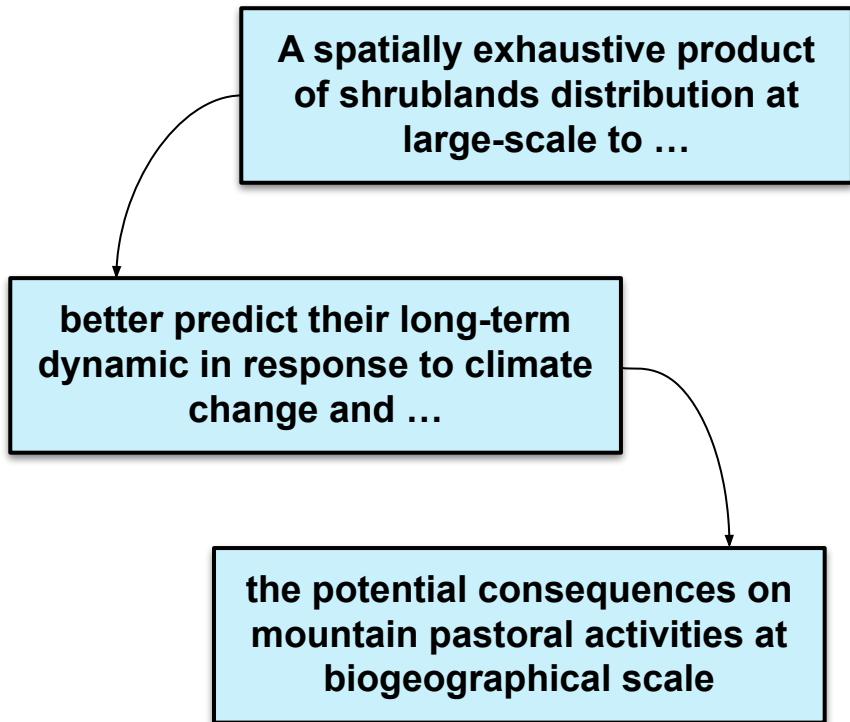 A spatially exhaustive product
of shrublands distribution at
large-scale to …
better predict their long-term
dynamic in response to climate
change and …
the potential consequences on
mountain pastoral activities at
biogeographical scale